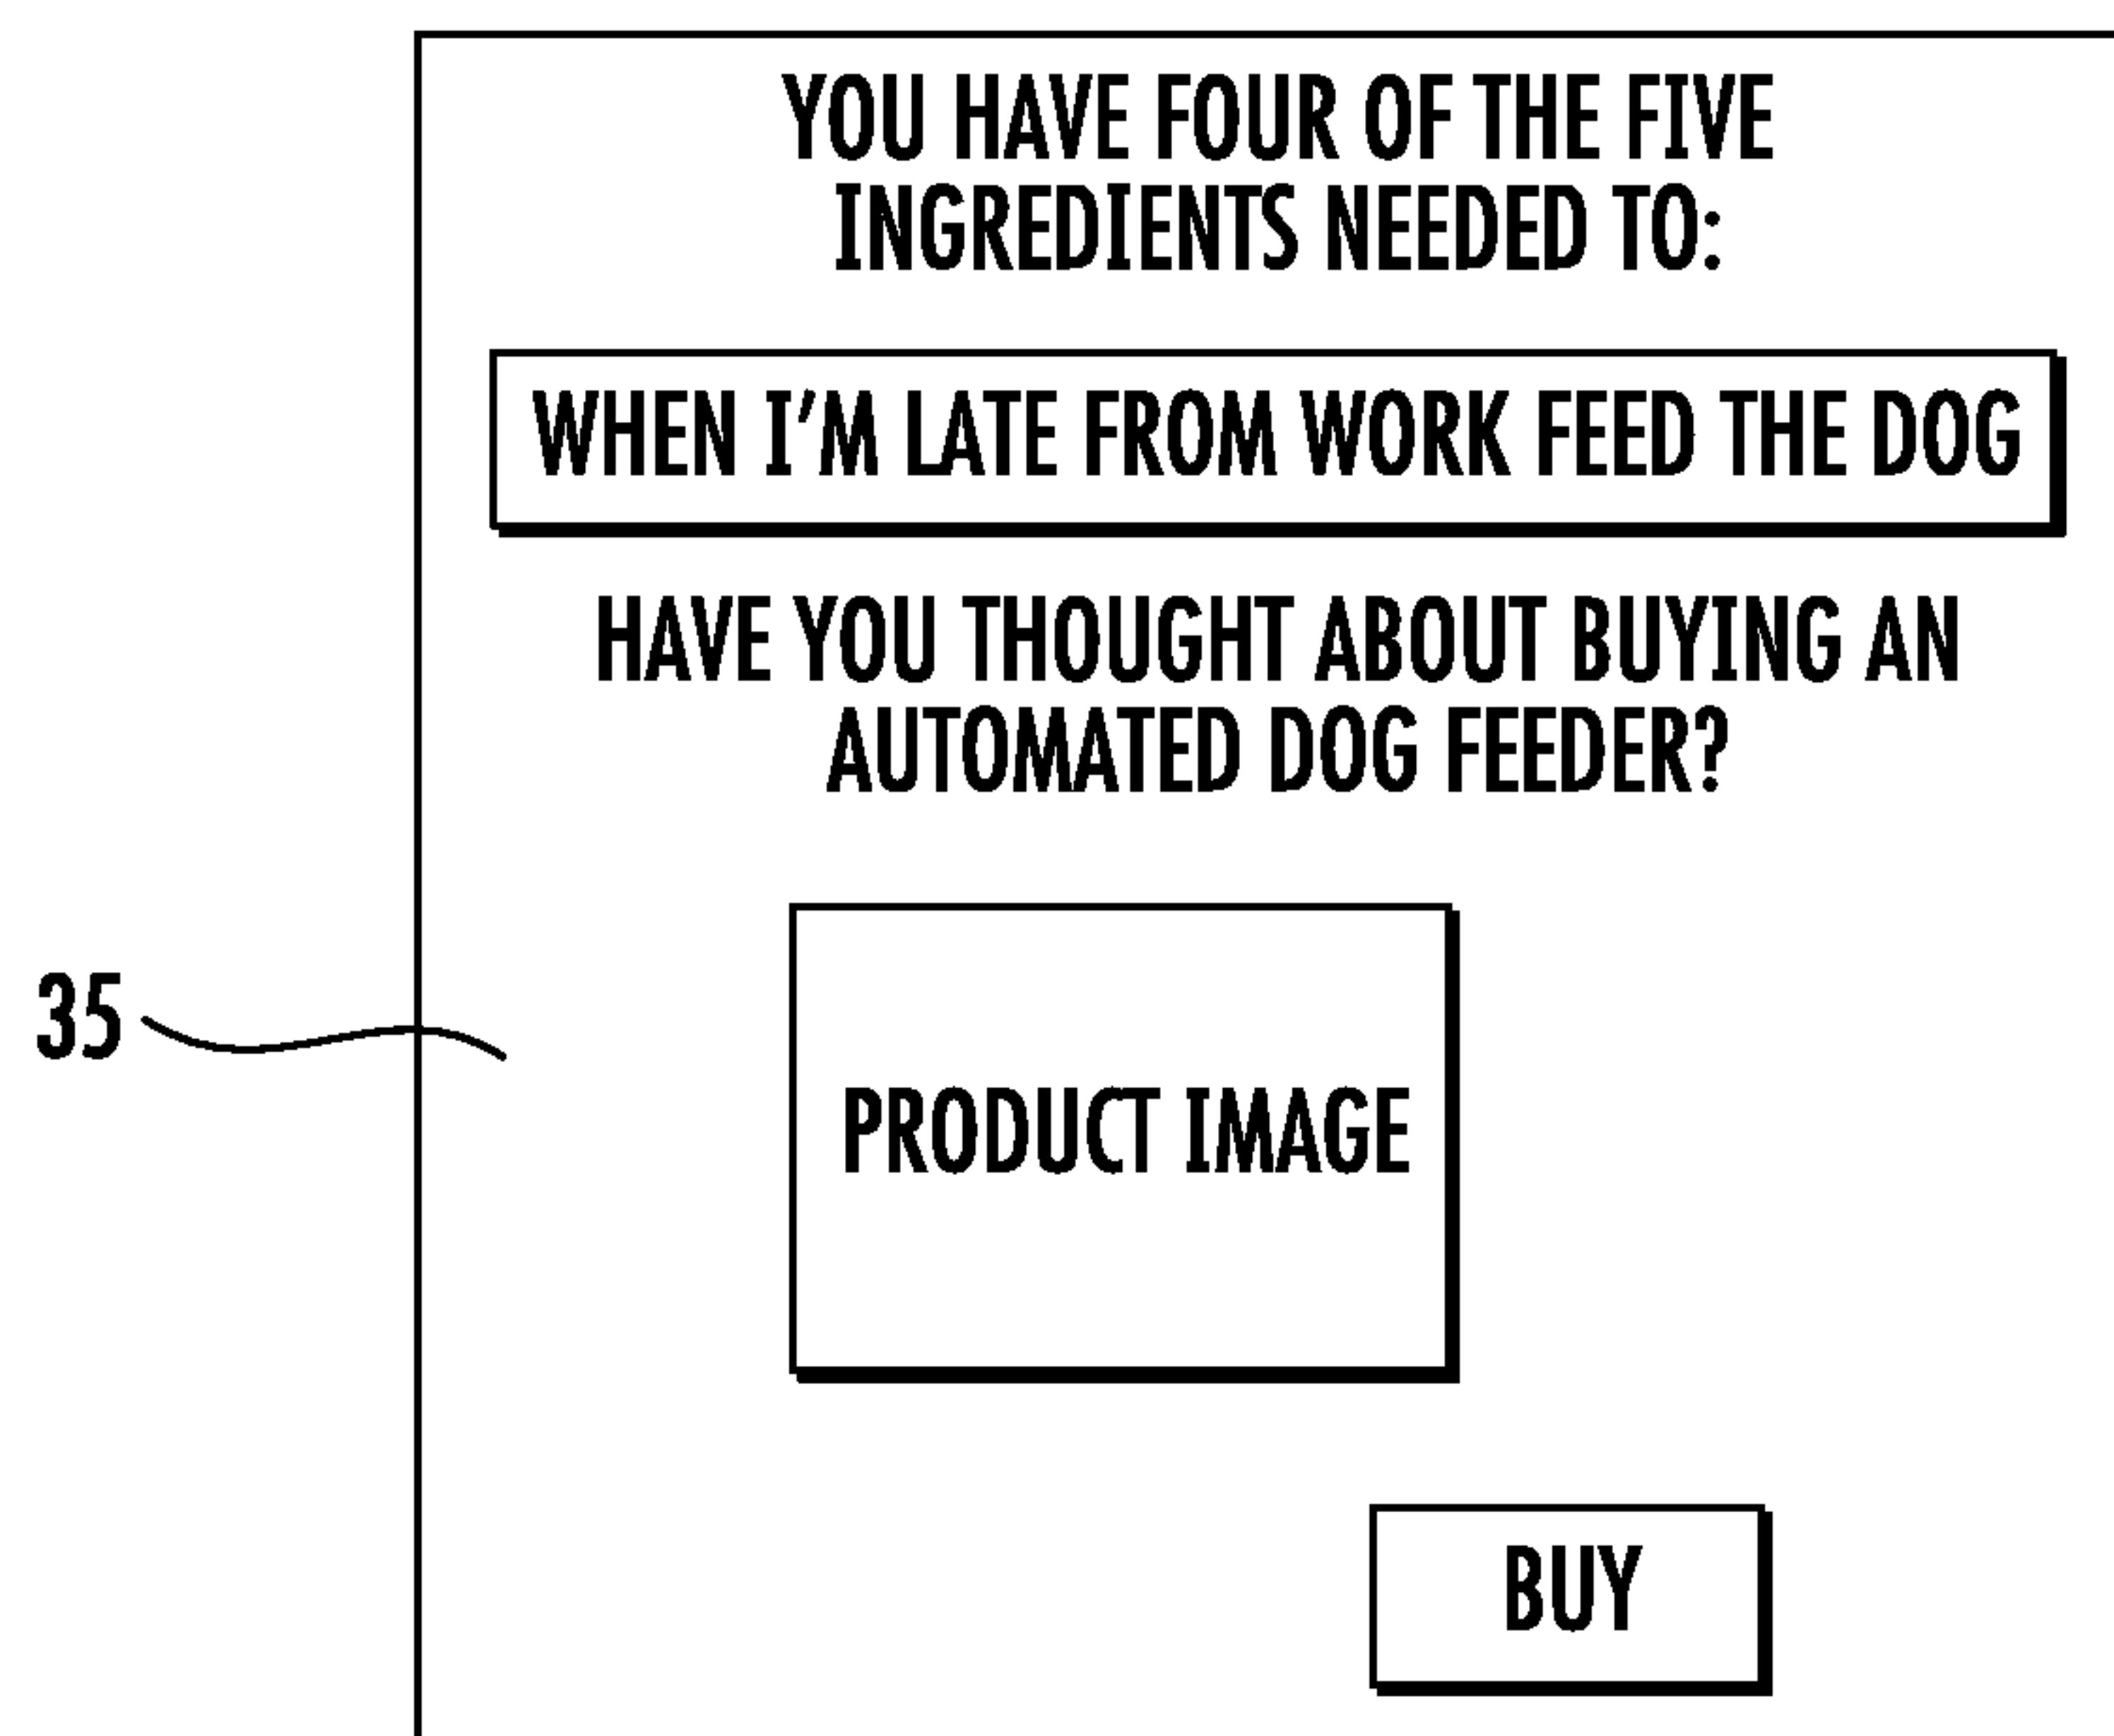 YOU HAVE FOUR OF THE FIVE
INGREDIENTS NEEDED TO:
WHEN I'M LATE FROM WORK FEED THE DOG
HAVE YOU THOUGHT ABOUT BUYING AN
AUTOMATED DOG FEEDER?
35
PRODUCT IMAGE
BUY